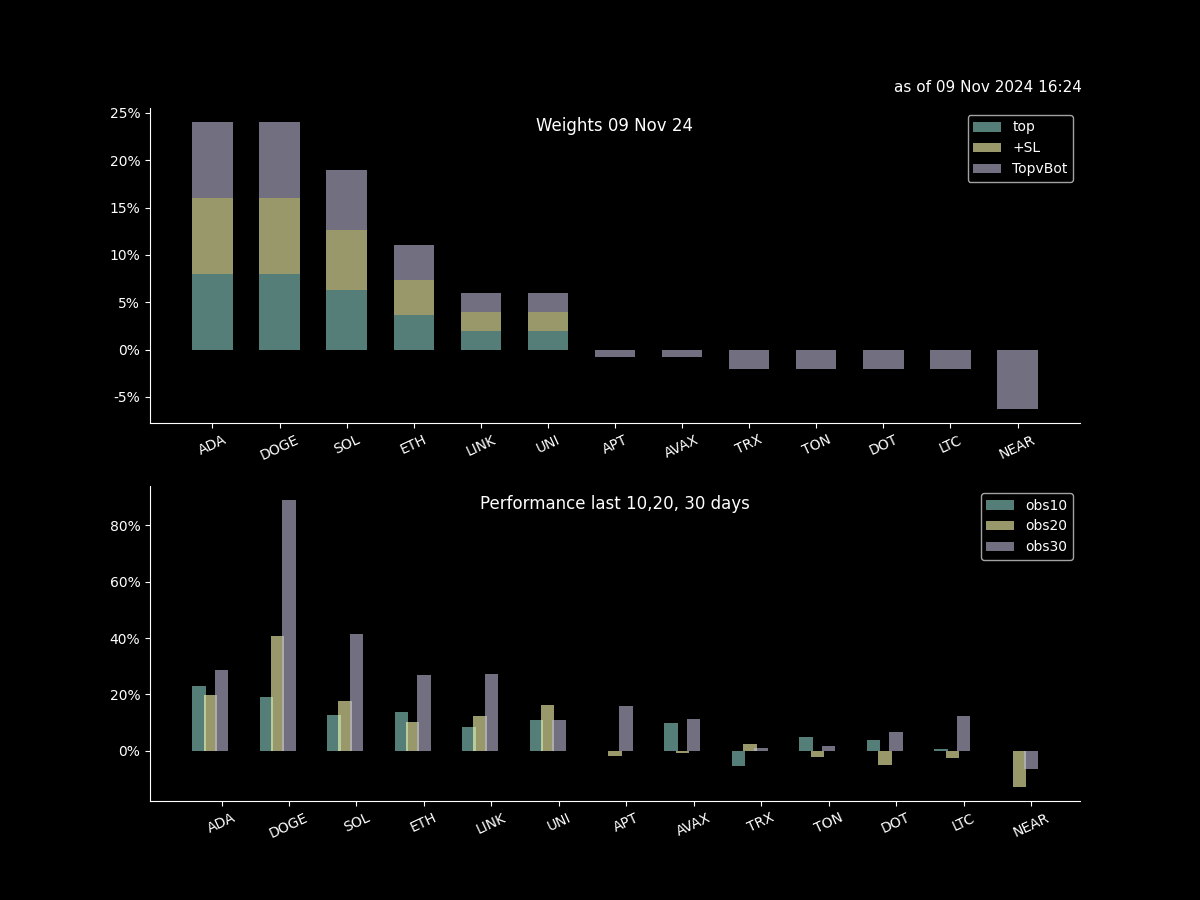 as of 09 Nov 2024 16:24
Weights 09 Nov 24
top
+SL
TopvBot
25%
20%
15%
10%
5%
0%
-5%
ADA DOGE SOL ETH LINK UNI APT AVAX TRX TON DOT LTC NEAR
Performance last 10,20, 30 days
obs10
obs20
obs30
80%
60%
40%
20%
0%
ADA DOGE SOL ETH LINK UNI APT AVAX TRX TON DOT LTC NEAR